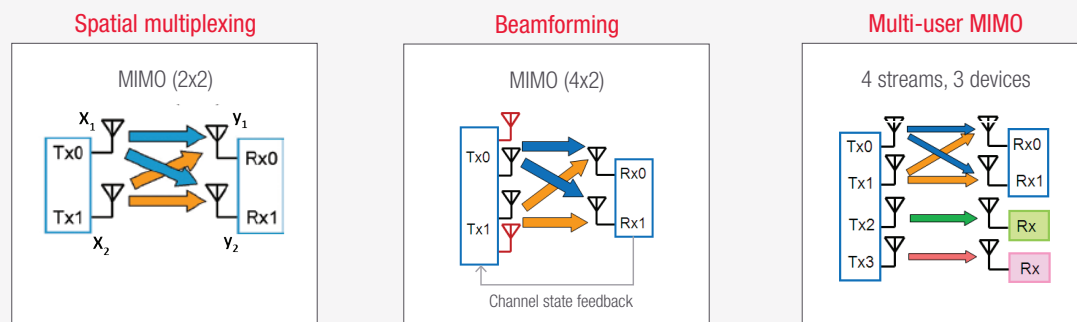 Spatial multiplexing
MIMO (2x2)
X1
y1
Tx0
Rx0
Tx1
Rx1
X2
y2
Beamforming
MIMO (4x2)
Tx0
Rx0
Tx1
Rx1
Channel state feedback
Multi-user MIMO
4 streams, 3 devices
Tx0
Rx0
Tx1
Rx1
Tx2
Rx
Tx3
Rx